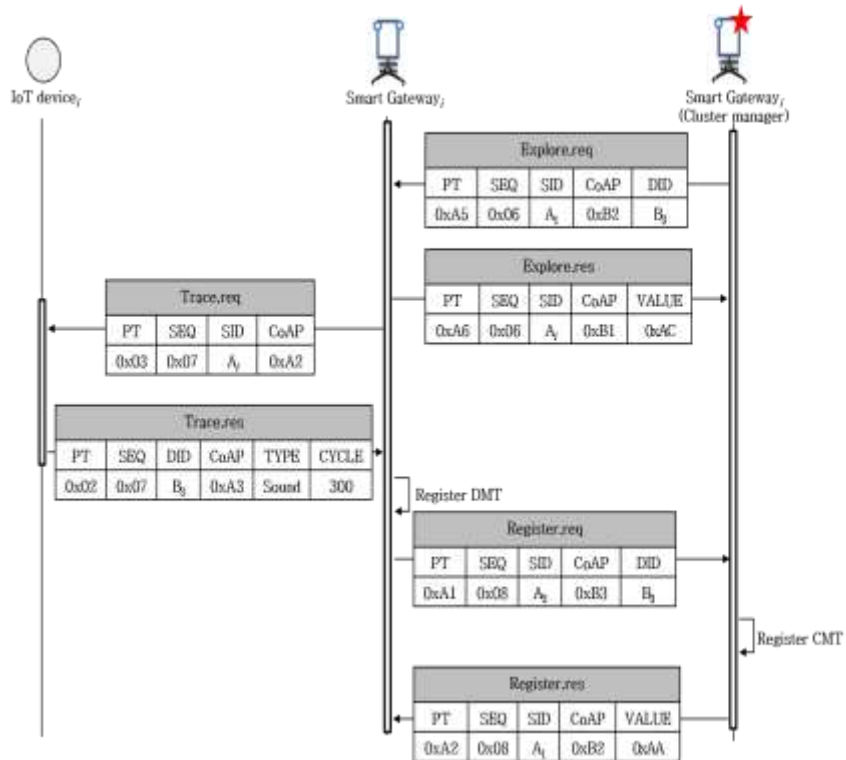 IoT device
Smart Gateway
Smart Gateway
(Cluster manager)
Explore.req
PT SEQ SID CoAP DID
0xA5 0x06 A 0xB2 B
Explore.res
PT SEQ SID CoAP VALUE
0xA6 0x06 A 0xB1 0xAC
Trace.req
PT SEQ SID CoAP
0x03 0x07 A 0xA2
Trace.res
PT SEQ DID CoAP TYPE CYCLE
0x02 0x07 B 0xA3 Sound 300
Register DMT
Register.req
PT SEQ SID CoAP DID
0xA1 0x08 A 0xB3 B
Register CMT
Register.res
PT SEQ SID CoAP VALUE
0xA2 0x08 A 0xB2 0xAA